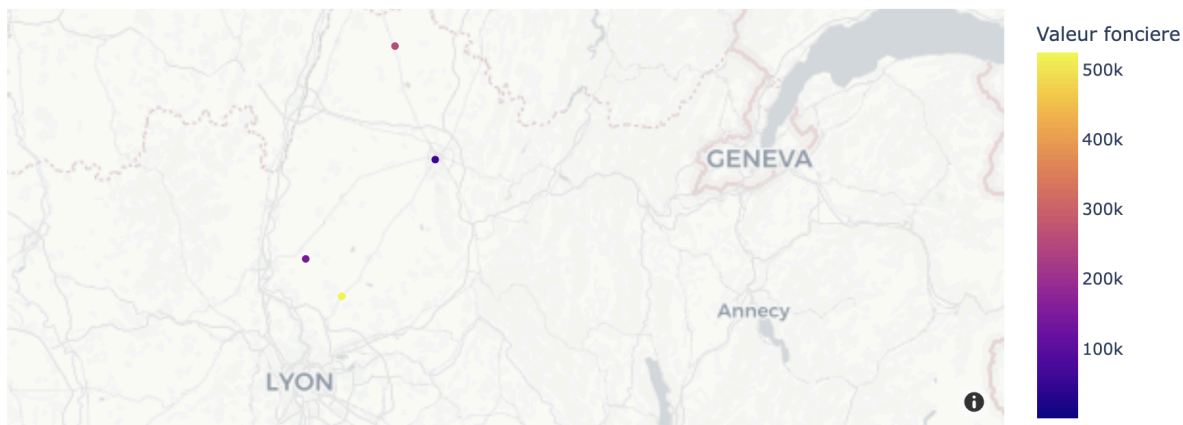 Valeur fonciere
500k
400k
300k
200k
100k
GENEVA
Annecy
LYON